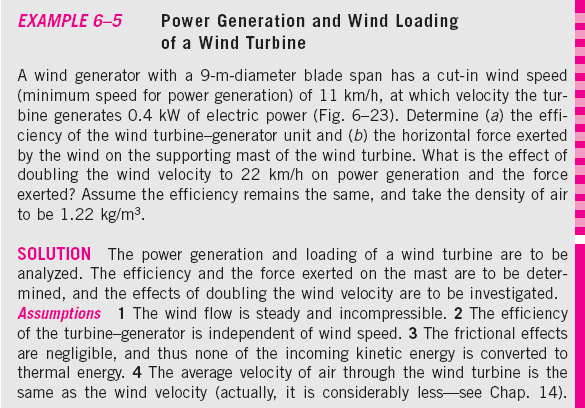 EXAMPLE 6–5 Power Generation and Wind Loading
of a Wind Turbine
A wind generator with a 9-m-diameter blade span has a cut-in wind speed
(minimum speed for power generation) of 11 km/h, at which velocity the tur-
bine generates 0.4 kW of electric power (Fig. 6–23). Determine (a) the effi-
ciency of the wind turbine–generator unit and (b) the horizontal force exerted
by the wind on the supporting mast of the wind turbine. What is the effect of
doubling the wind velocity to 22 km/h on power generation and the force
exerted? Assume the efficiency remains the same, and take the density of air
to be 1.22 kg/m³.
SOLUTION The power generation and loading of a wind turbine are to be
analyzed. The efficiency and the force exerted on the mast are to be deter-
mined, and the effects of doubling the wind velocity are to be investigated.
Assumptions 1 The wind flow is steady and incompressible. 2 The efficiency
of the turbine–generator is independent of wind speed. 3 The frictional effects
are negligible, and thus none of the incoming kinetic energy is converted to
thermal energy. 4 The average velocity of air through the wind turbine is the
same as the wind velocity (actually, it is considerably less—see Chap. 14).